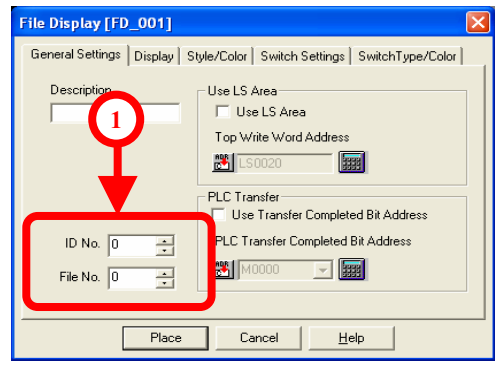 File Display [FD_001]
General Settings Display Style/Color Switch Settings SwitchType/Color
Description
1
Use LS Area
Use LS Area
Top Write Word Address
LS0020
PLC Transfer
Use Transfer Completed Bit Address
PLC Transfer Completed Bit Address
M0000
ID No. 0
File No. 0
Place Cancel Help